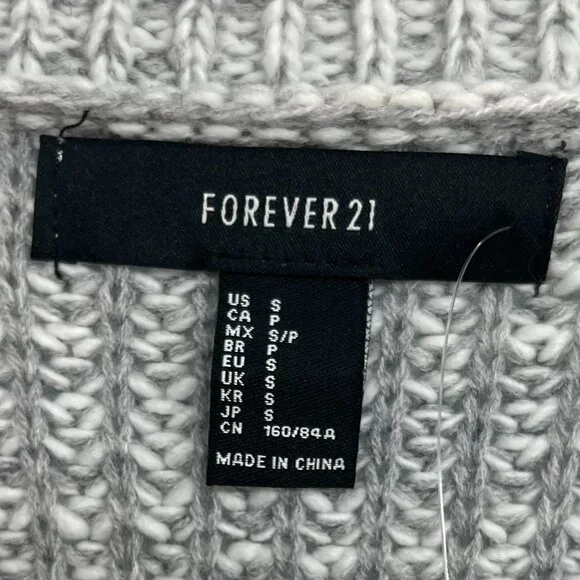 FOREVER 21
US S
CA P
MX S/P
BR P
EU S
UK S
KR S
JP S
CN 160/84A
MADE IN CHINA